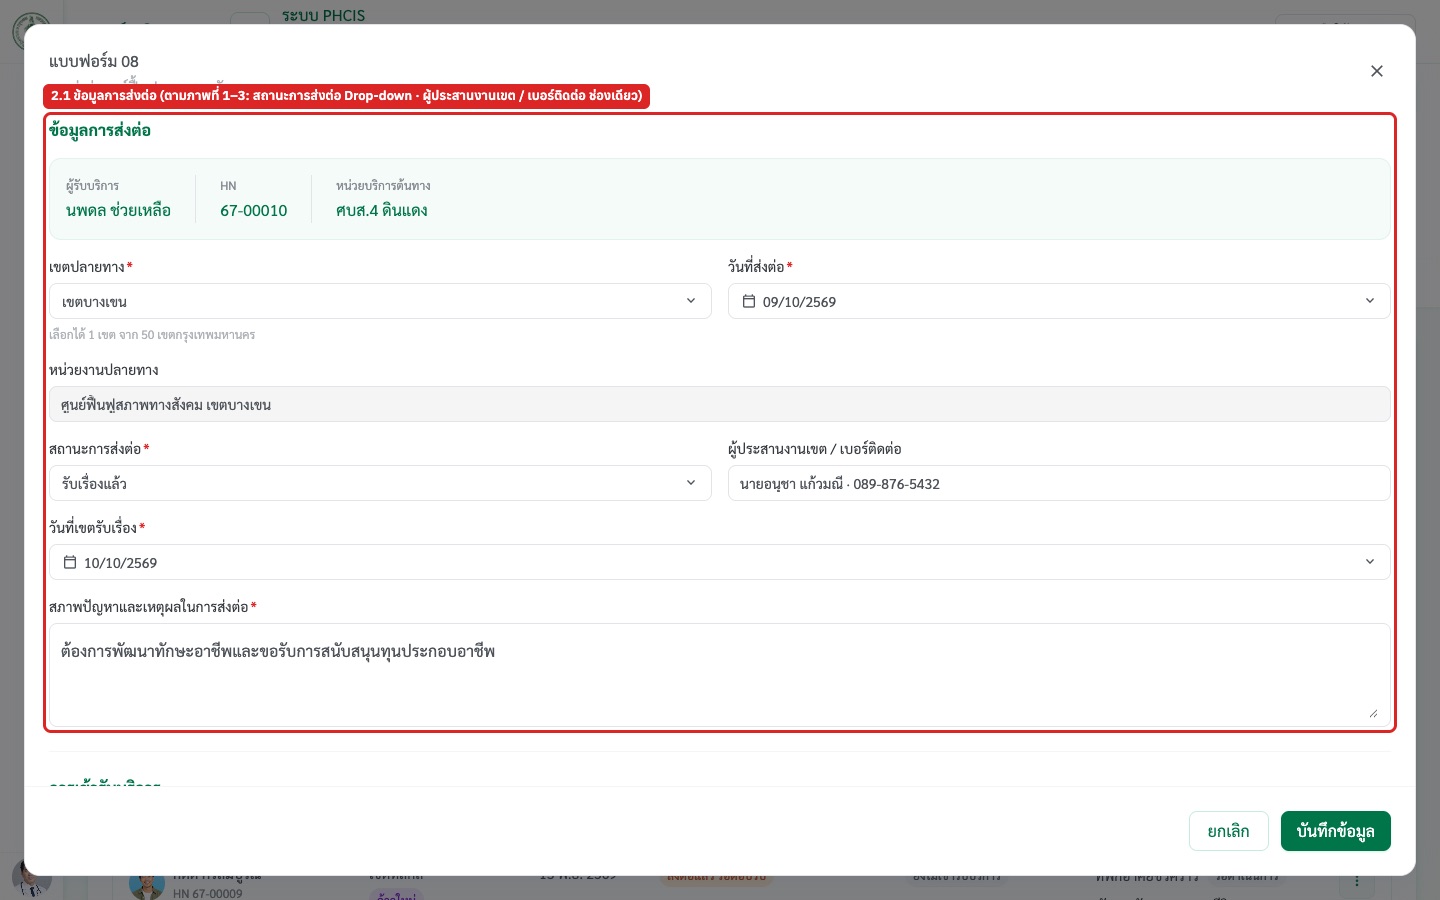 ระบบ PHCIS
แบบฟอร์ม 08
2.1 ข้อมูลการส่งต่อ (ตามภาพที่ 1–3: สถานะการส่งต่อ Drop-down · ผู้ประสานงานเขต / เบอร์ติดต่อ ช่องเดียว)
ข้อมูลการส่งต่อ
ผู้รับบริการ HN หน่วยบริการต้นทาง
นพดล ช่วยเหลือ 67-00010 ศบส.4 ดินแดง
เขตปลายทาง* วันที่ส่งต่อ*
เขตบางเขน 09/10/2569
เลือกได้ 1 เขต จาก 50 เขตกรุงเทพมหานคร
หน่วยงานปลายทาง
ศูนย์ฟื้นฟูสภาพทางสังคม เขตบางเขน
สถานะการส่งต่อ* ผู้ประสานงานเขต / เบอร์ติดต่อ
รับเรื่องแล้ว นายอนุชา แก้วมณี · 089-876-5432
วันที่เขตรับเรื่อง*
10/10/2569
สภาพปัญหาและเหตุผลในการส่งต่อ*
ต้องการพัฒนาทักษะอาชีพและขอรับการสนับสนุนทุนประกอบอาชีพ
ยกเลิก บันทึกข้อมูล
HN 67-00009